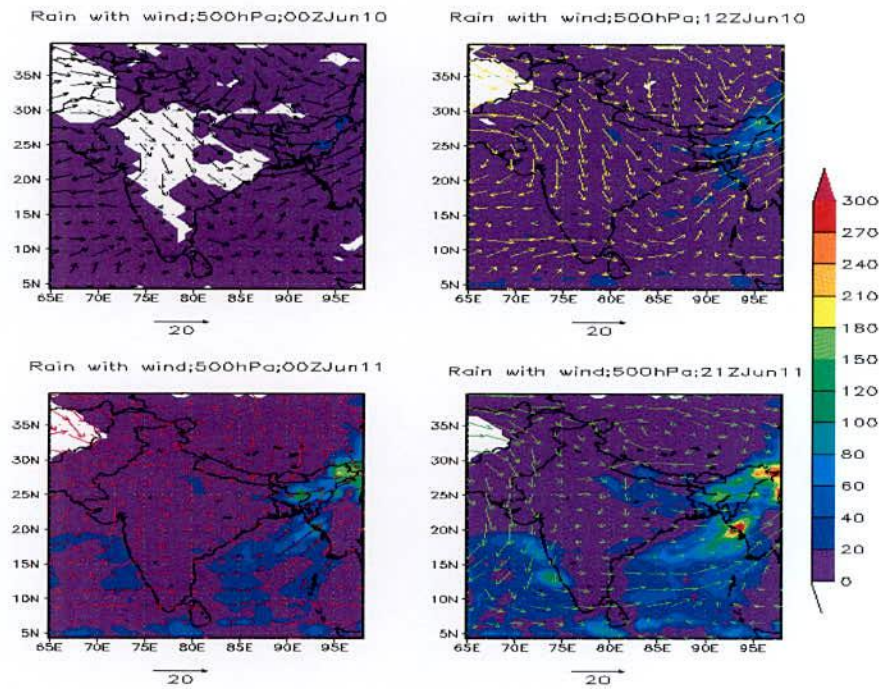 Rain with wind;500hPa;00ZJun10
Rain with wind;500hPa;12ZJun10
35N
30N
25N
20N
15N
10N
5N
65E 70E 75E 80E 85E 90E 95E
20
35N
30N
25N
20N
15N
10N
5N
65E 70E 75E 80E 85E 90E 95E
20
Rain with wind;500hPa;00ZJun11
Rain with wind;500hPa;21ZJun11
35N
30N
25N
20N
15N
10N
5N
65E 70E 75E 80E 85E 90E 95E
20
35N
30N
25N
20N
15N
10N
5N
65E 70E 75E 80E 85E 90E 95E
20
300
270
240
210
180
150
100
80
60
40
20
0